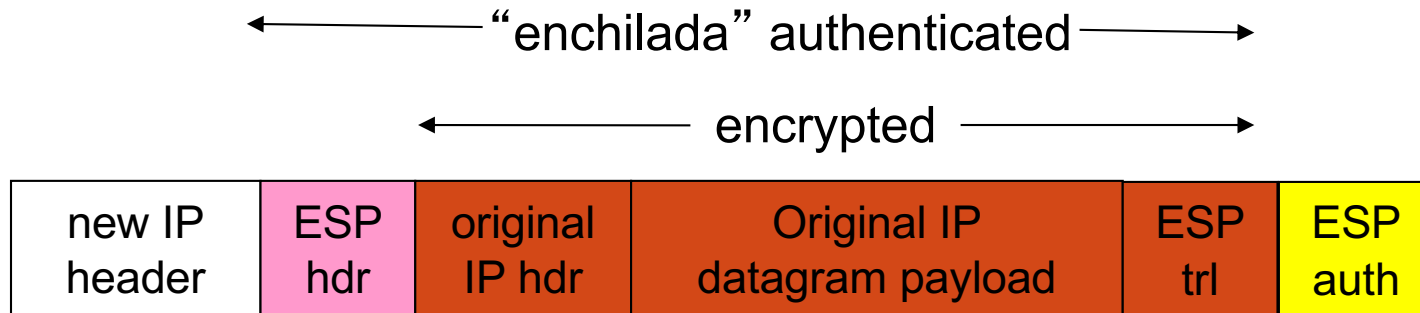 “enchilada” authenticated
encrypted
new IP
header
ESP
hdr
original
IP hdr
Original IP
datagram payload
ESP
trl
ESP
auth